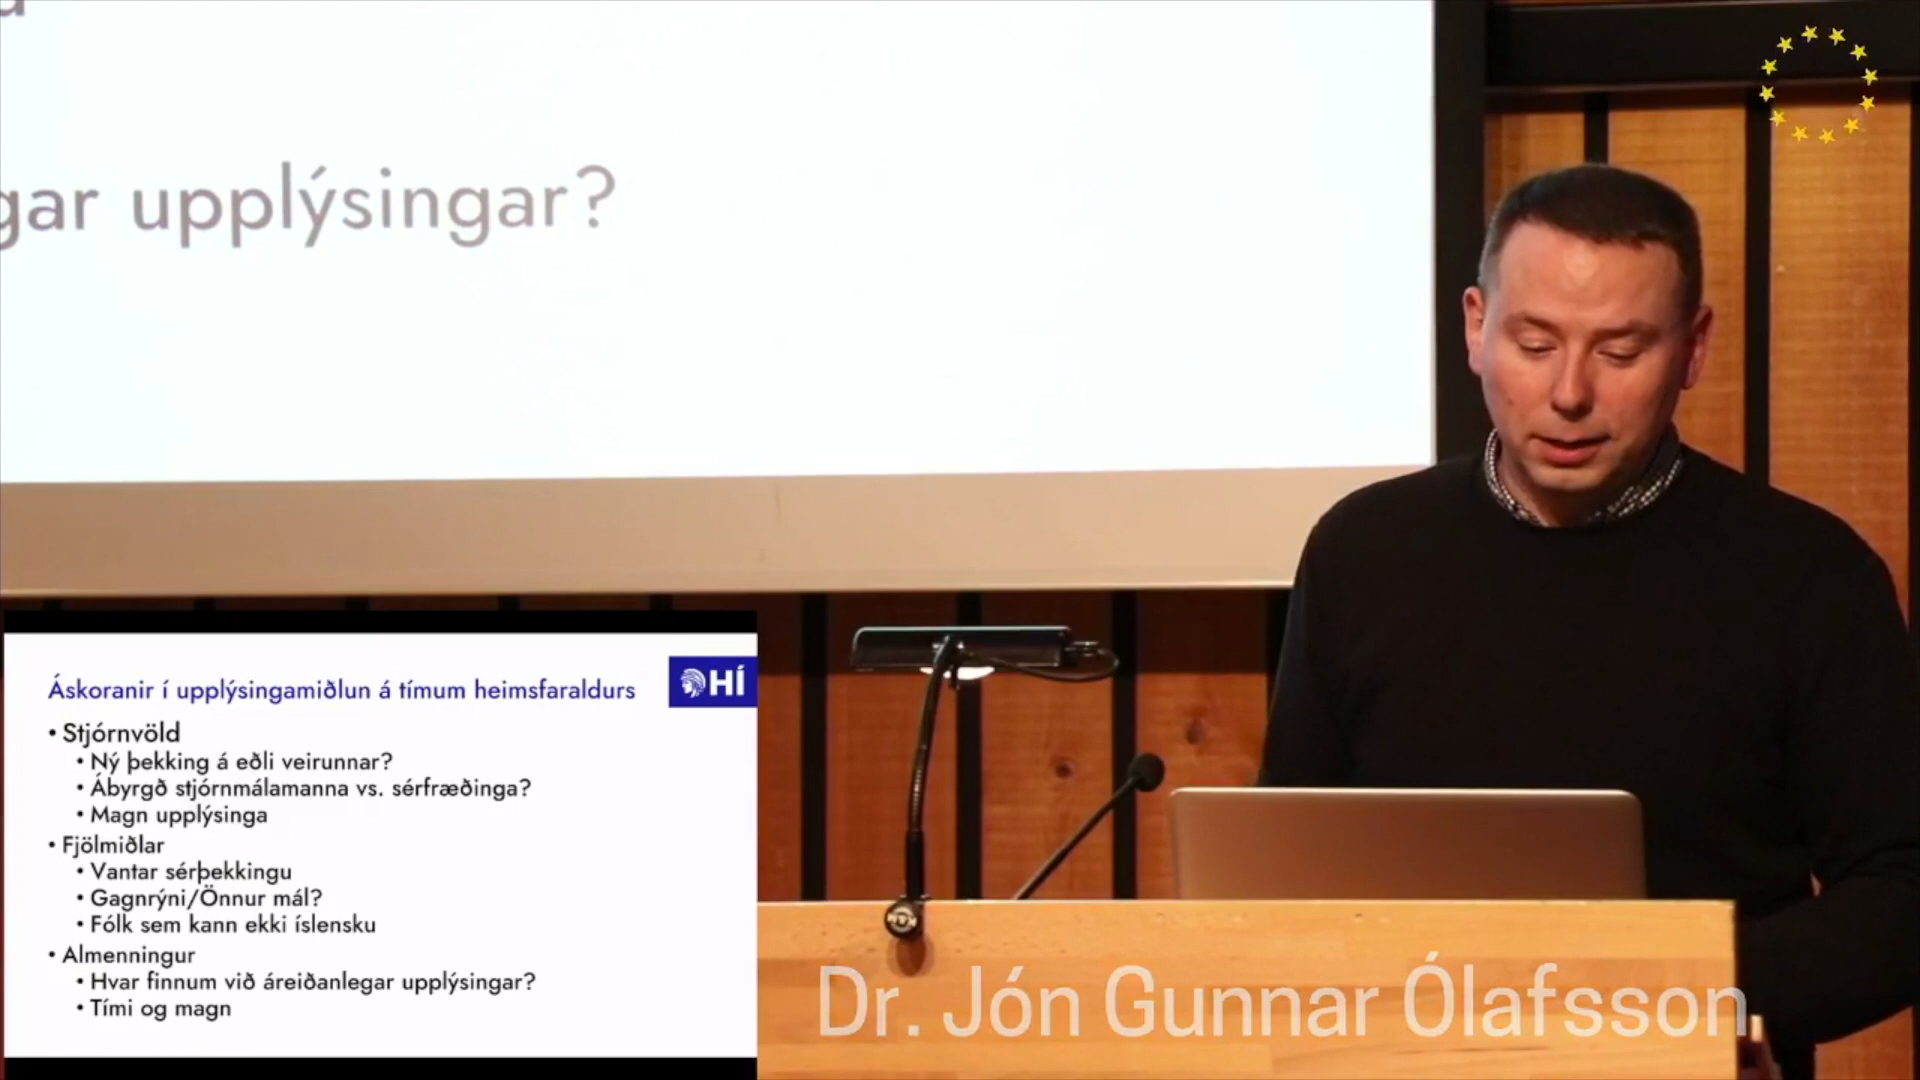 gar upplýsingar?
Áskoranir í upplýsingamiðlun á tímum heimsfaraldurs
HÍ
• Stjórnvöld
• Ný þekking á eðli veirunnar?
• Ábyrgð stjórnmálamanna vs. sérfræðinga?
• Magn upplýsinga
• Fjölmiðlar
• Vantar sérþekkingu
• Gagnrýni/Önnur mál?
• Fólk sem kann ekki íslensku
• Almenningur
• Hvar finnum við áreiðanlegar upplýsingar?
• Tími og magn
Dr. Jón Gunnar Ólafsson